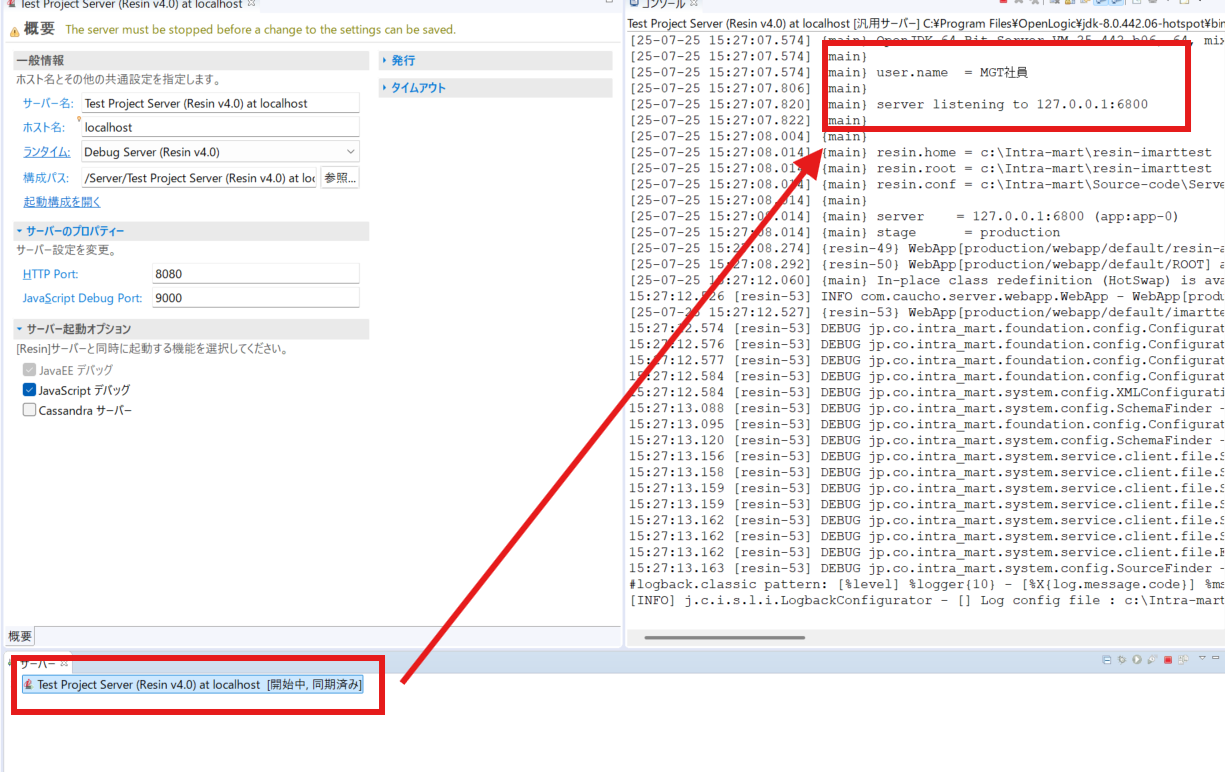 Test Project Server (Resin v4.0) at localhost
概要 The server must be stopped before a change to the settings can be saved.
一般情報
ホスト名とその他の共通設定を指定します。
サーバー名: Test Project Server (Resin v4.0) at localhost
ホスト名: localhost
ランタイム: Debug Server (Resin v4.0)
構成パス: /Server/Test Project Server (Resin v4.0) at loc 参照...
起動構成を開く
サーバーのプロパティー
サーバー設定を変更。
HTTP Port: 8080
JavaScript Debug Port: 9000
サーバー起動オプション
[Resin]サーバーと同時に起動する機能を選択してください。
JavaEE デバッグ
JavaScript デバッグ
Cassandra サーバー
発行
タイムアウト
概要
コンソール
Test Project Server (Resin v4.0) at localhost [汎用サーバー] C:¥Program Files¥OpenLogic¥jdk-8.0.442.06-hotspot¥bin
[25-07-25 15:27:07.574] {main} OpenJDK 64-Bit Server VM 25.442-b06, 64, mix
[25-07-25 15:27:07.574] {main}
[25-07-25 15:27:07.574] {main} user.name = MGT社員
[25-07-25 15:27:07.806] {main}
[25-07-25 15:27:07.820] {main} server listening to 127.0.0.1:6800
[25-07-25 15:27:07.822] {main}
[25-07-25 15:27:08.004] {main}
[25-07-25 15:27:08.014] {main} resin.home = c:\Intra-mart\resin-imarttest
[25-07-25 15:27:08.014] {main} resin.root = c:\Intra-mart\resin-imarttest
[25-07-25 15:27:08.014] {main} resin.conf = c:\Intra-mart\Source-code\Serve
[25-07-25 15:27:08.014] {main}
[25-07-25 15:27:08.014] {main} server = 127.0.0.1:6800 (app:app-0)
[25-07-25 15:27:08.014] {main} stage = production
[25-07-25 15:27:08.274] {resin-49} WebApp[production/webapp/default/resin-a
[25-07-25 15:27:08.292] {resin-50} WebApp[production/webapp/default/ROOT] a
[25-07-25 15:27:12.060] {main} In-place class redefinition (HotSwap) is ava
15:27:12.526 [resin-53] INFO com.caucho.server.webapp.WebApp - WebApp[produ
[25-07-25 15:27:12.527] {resin-53} WebApp[production/webapp/default/imartte
15:27:12.574 [resin-53] DEBUG jp.co.intra_mart.foundation.config.Configurat
15:27:12.576 [resin-53] DEBUG jp.co.intra_mart.foundation.config.Configurat
15:27:12.577 [resin-53] DEBUG jp.co.intra_mart.foundation.config.Configurat
15:27:12.584 [resin-53] DEBUG jp.co.intra_mart.foundation.config.Configurat
15:27:12.584 [resin-53] DEBUG jp.co.intra_mart.system.config.XMLConfigurati
15:27:13.088 [resin-53] DEBUG jp.co.intra_mart.system.config.SchemaFinder -
15:27:13.095 [resin-53] DEBUG jp.co.intra_mart.foundation.config.Configurat
15:27:13.120 [resin-53] DEBUG jp.co.intra_mart.system.config.SchemaFinder -
15:27:13.156 [resin-53] DEBUG jp.co.intra_mart.system.service.client.file.S
15:27:13.158 [resin-53] DEBUG jp.co.intra_mart.system.service.client.file.S
15:27:13.159 [resin-53] DEBUG jp.co.intra_mart.system.service.client.file.S
15:27:13.159 [resin-53] DEBUG jp.co.intra_mart.system.service.client.file.S
15:27:13.162 [resin-53] DEBUG jp.co.intra_mart.system.service.client.file.S
15:27:13.162 [resin-53] DEBUG jp.co.intra_mart.system.service.client.file.S
15:27:13.162 [resin-53] DEBUG jp.co.intra_mart.system.service.client.file.E
15:27:13.163 [resin-53] DEBUG jp.co.intra_mart.system.config.SourceFinder -
#logback.classic pattern: [%level] %logger{10} - [%X{log.message.code}] %ms
[INFO] j.c.i.s.l.i.LogbackConfigurator - [] Log config file : c:\Intra-mart
サーバー
Test Project Server (Resin v4.0) at localhost [開始中, 同期済み]